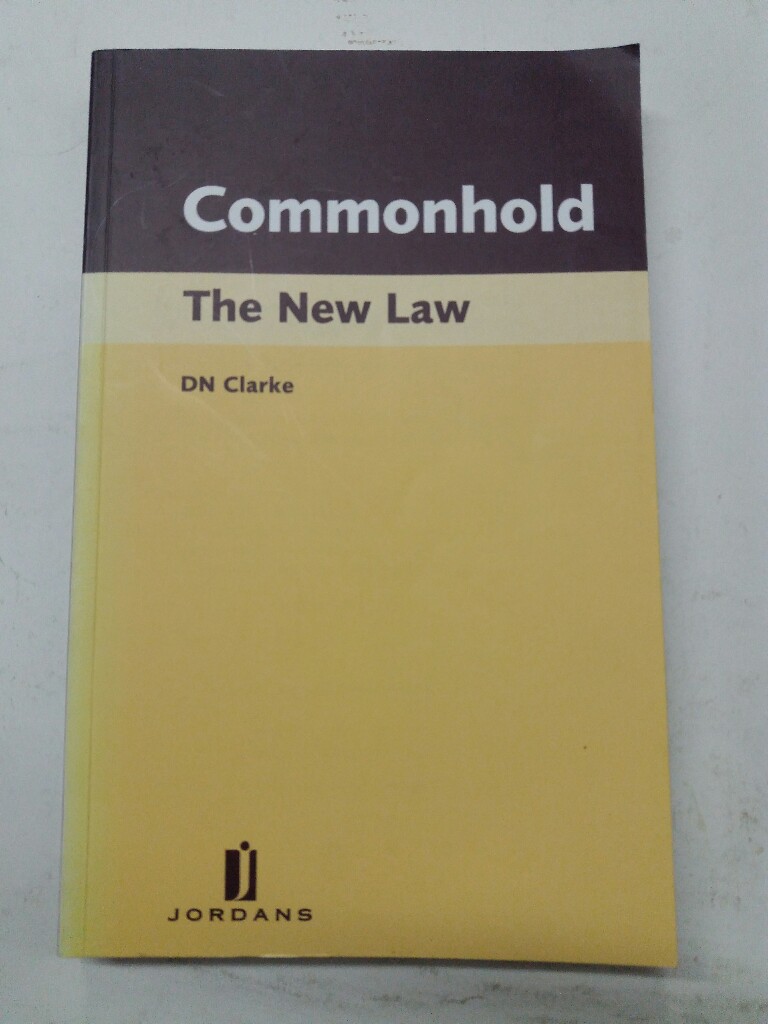 Commonhold
The New Law
DN Clarke
JORDANS